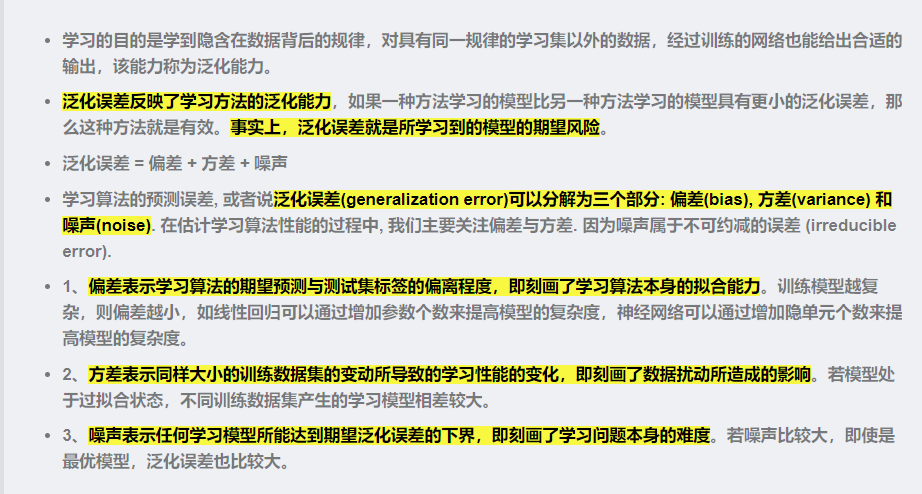 学习的目的是学到隐含在数据背后的规律，对具有同一规律的学习集以外的数据，经过训练的网络也能给出合适的
输出，该能力称为泛化能力。
泛化误差反映了学习方法的泛化能力，如果一种方法学习的模型比另一种方法学习的模型具有更小的泛化误差，那
么这种方法就是有效。事实上，泛化误差就是所学习到的模型的期望风险。
泛化误差 = 偏差 + 方差 + 噪声
学习算法的预测误差, 或者说泛化误差(generalization error)可以分解为三个部分: 偏差(bias), 方差(variance) 和
噪声(noise). 在估计学习算法性能的过程中, 我们主要关注偏差与方差. 因为噪声属于不可约减的误差 (irreducible
error).
1、偏差表示学习算法的期望预测与测试集标签的偏离程度，即刻画了学习算法本身的拟合能力。训练模型越复
杂，则偏差越小，如线性回归可以通过增加参数个数来提高模型的复杂度，神经网络可以通过增加隐单元个数来提
高模型的复杂度。
2、方差表示同样大小的训练数据集的变动所导致的学习性能的变化，即刻画了数据扰动所造成的影响。若模型处
于过拟合状态，不同训练数据集产生的学习模型相差较大。
3、噪声表示任何学习模型所能达到期望泛化误差的下界，即刻画了学习问题本身的难度。若噪声比较大，即使是
最优模型，泛化误差也比较大。